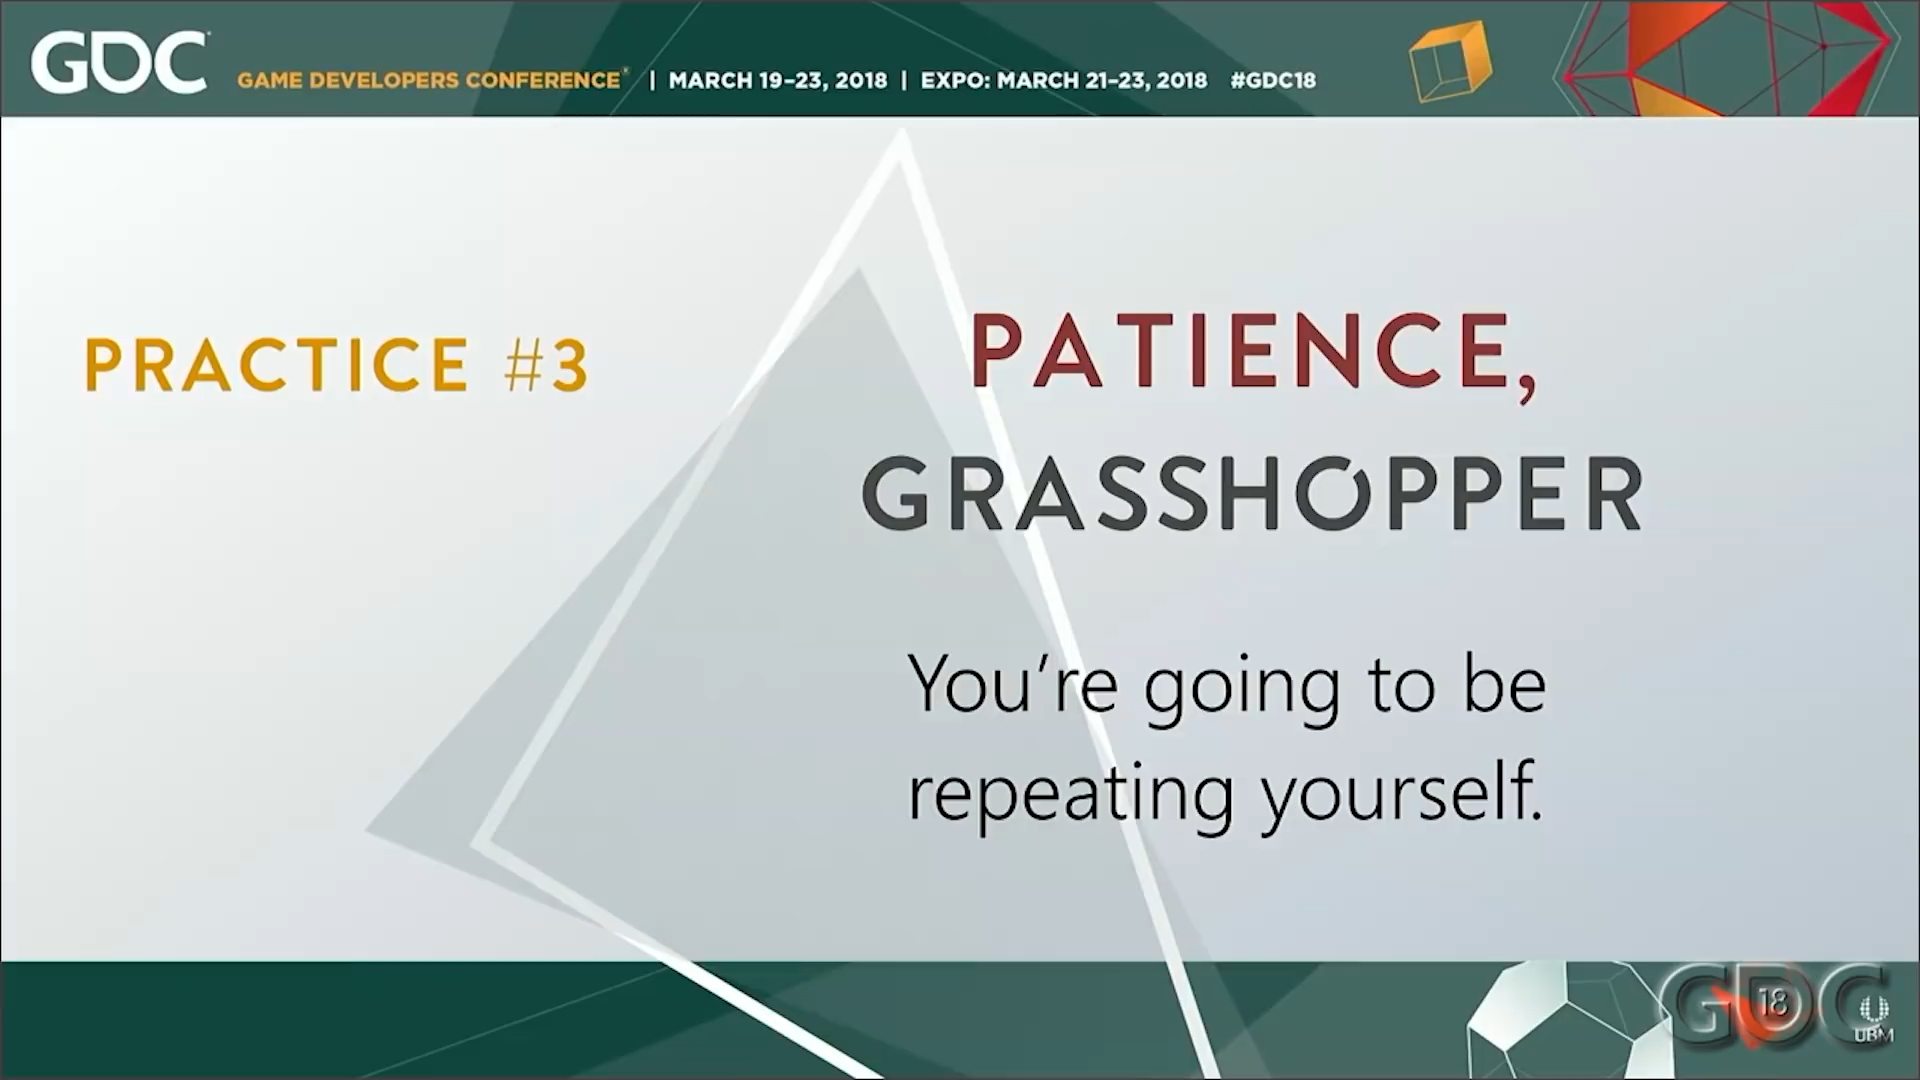 GDC
GAME DEVELOPERS CONFERENCE® | MARCH 19–23, 2018 | EXPO: MARCH 21–23, 2018 #GDC18
PRACTICE #3
PATIENCE,
GRASSHOPPER
You’re going to be
repeating yourself.
GDC
18
UBM